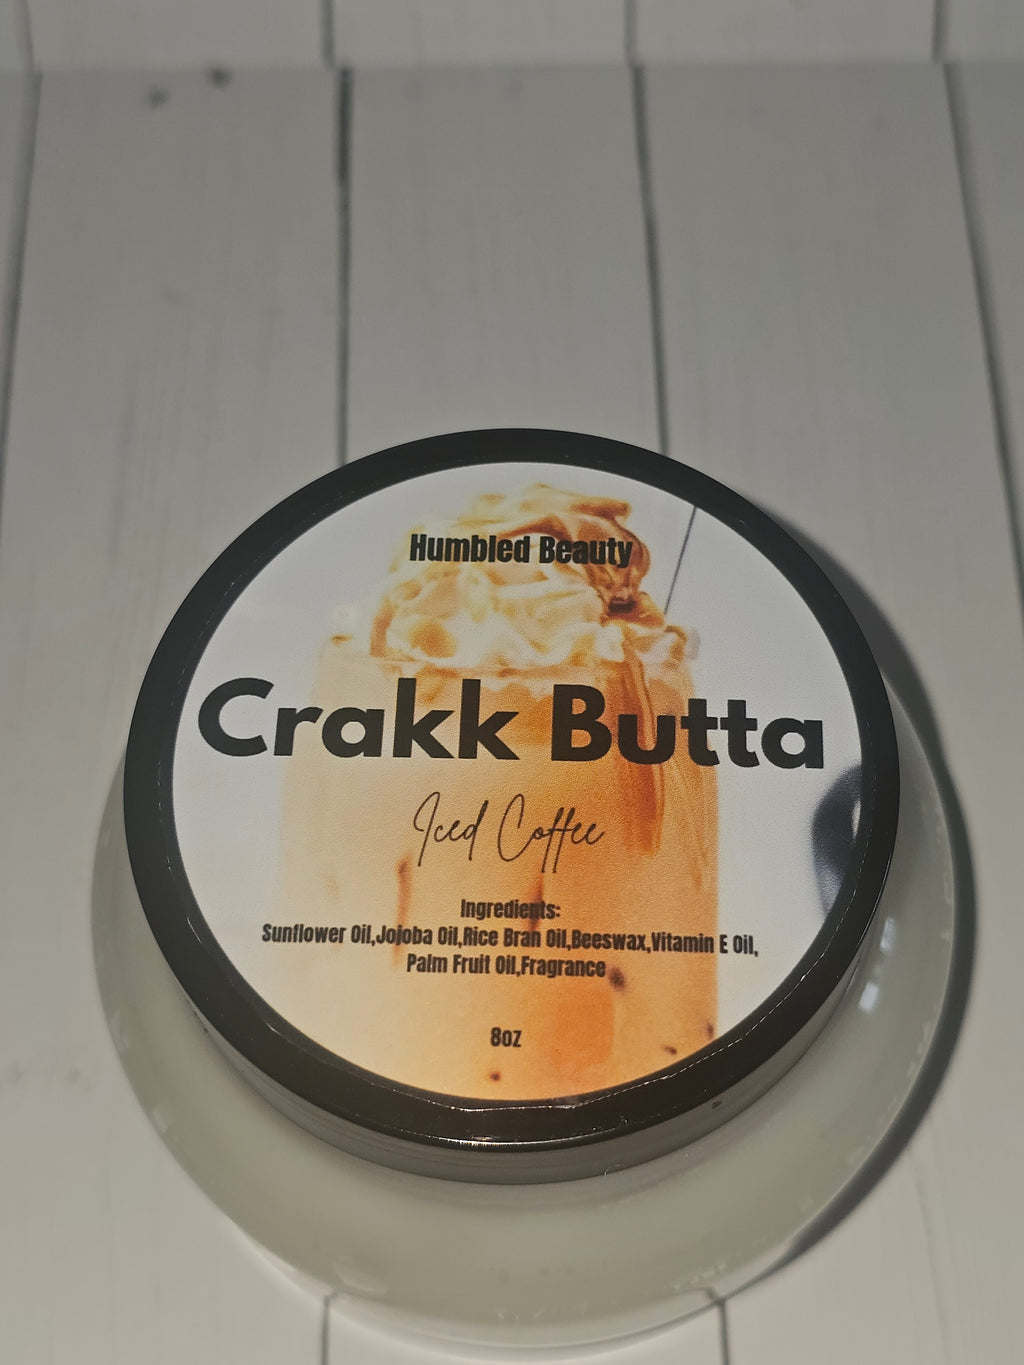 Humbled Beauty
Crakk Butta
Iced Coffee
Ingredients:
Sunflower Oil,Jojoba Oil,Rice Bran Oil,Beeswax,Vitamin E Oil,
Palm Fruit Oil,Fragrance
8oz